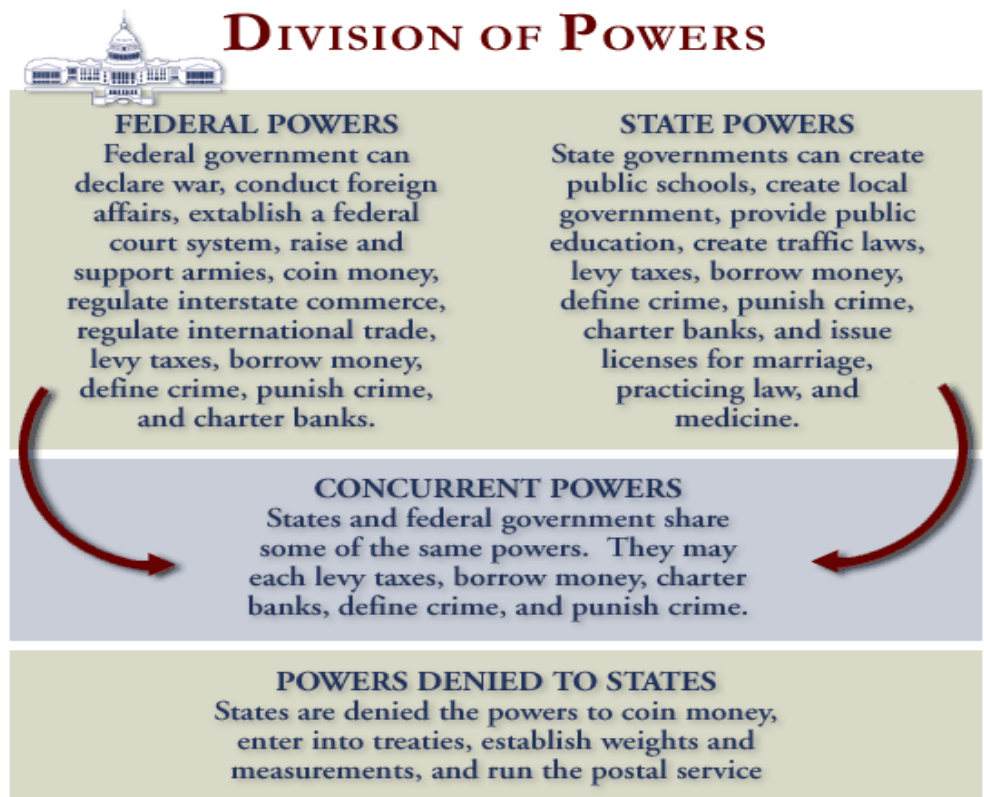 DIVISION OF POWERS
FEDERAL POWERS
Federal government can
declare war, conduct foreign
affairs, extablish a federal
court system, raise and
support armies, coin money,
regulate interstate commerce,
regulate international trade,
levy taxes, borrow money,
define crime, punish crime,
and charter banks.
STATE POWERS
State governments can create
public schools, create local
government, provide public
education, create traffic laws,
levy taxes, borrow money,
define crime, punish crime,
charter banks, and issue
licenses for marriage,
practicing law, and
medicine.
CONCURRENT POWERS
States and federal government share
some of the same powers. They may
each levy taxes, borrow money, charter
banks, define crime, and punish crime.
POWERS DENIED TO STATES
States are denied the powers to coin money,
enter into treaties, establish weights and
measurements, and run the postal service